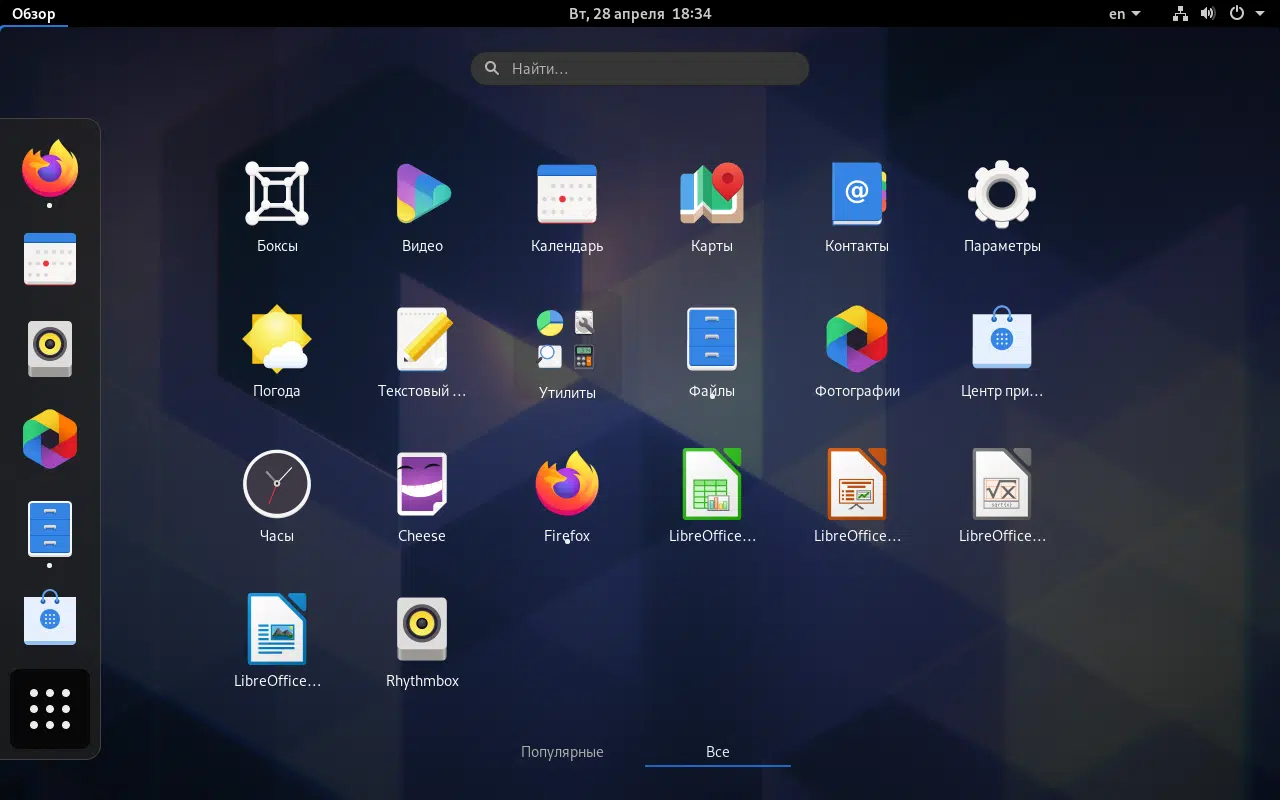 Обзор
Вт, 28 апреля 18:34
en
Найти…
Боксы
Видео
Календарь
Карты
Контакты
Параметры
Погода
Текстовый …
Утилиты
Файлы
Фотографии
Центр при…
Часы
Cheese
Firefox
LibreOffice…
LibreOffice…
LibreOffice…
LibreOffice…
Rhythmbox
Популярные
Все